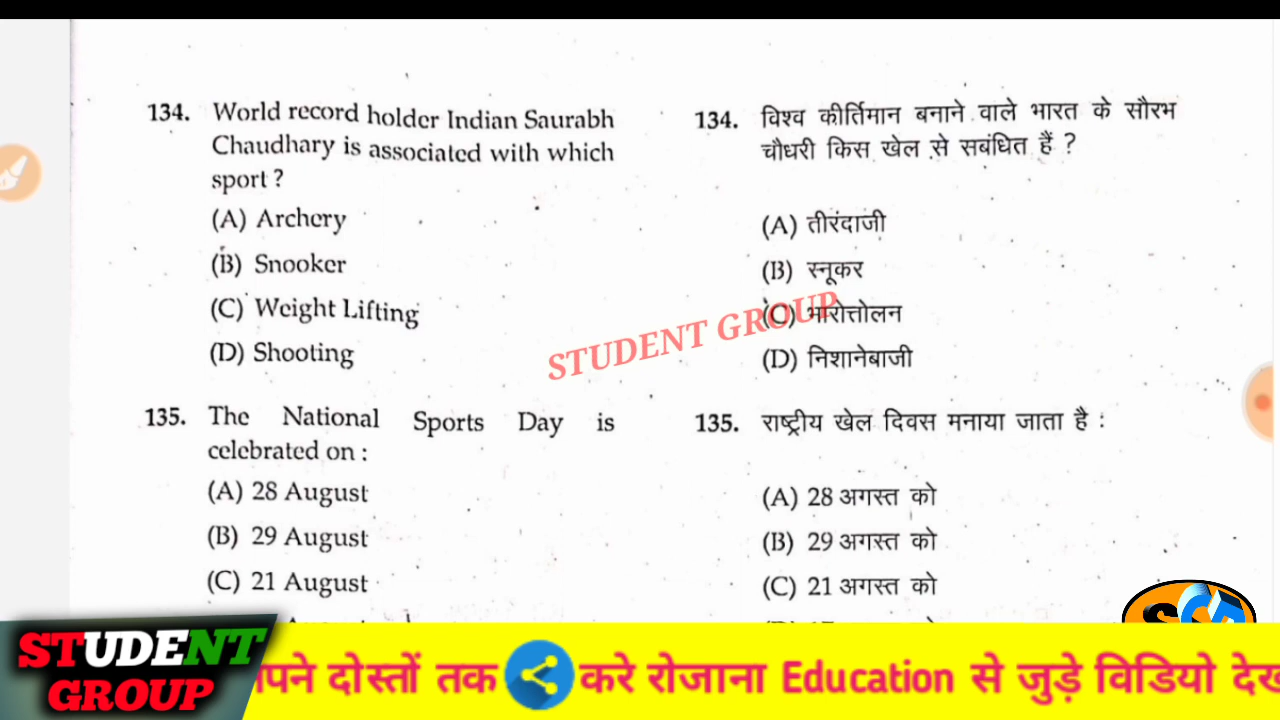 134. World record holder Indian Saurabh
Chaudhary is associated with which
sport ?
(A) Archery
(B) Snooker
(C) Weight Lifting
(D) Shooting
135. The National Sports Day is
celebrated on :
(A) 28 August
(B) 29 August
(C) 21 August
134. विश्व कीर्तिमान बनाने वाले भारत के सौरभ
चौधरी किस खेल से सबंधित हैं ?
(A) तीरंदाजी
(B) स्नूकर
(C) भारोत्तोलन
(D) निशानेबाजी
135. राष्ट्रीय खेल दिवस मनाया जाता है :
(A) 28 अगस्त को
(B) 29 अगस्त को
(C) 21 अगस्त को
STUDENT GROUP
STUDENT
GROUP
दोस्तों तक करे रोजाना Education से जुड़े विडियो